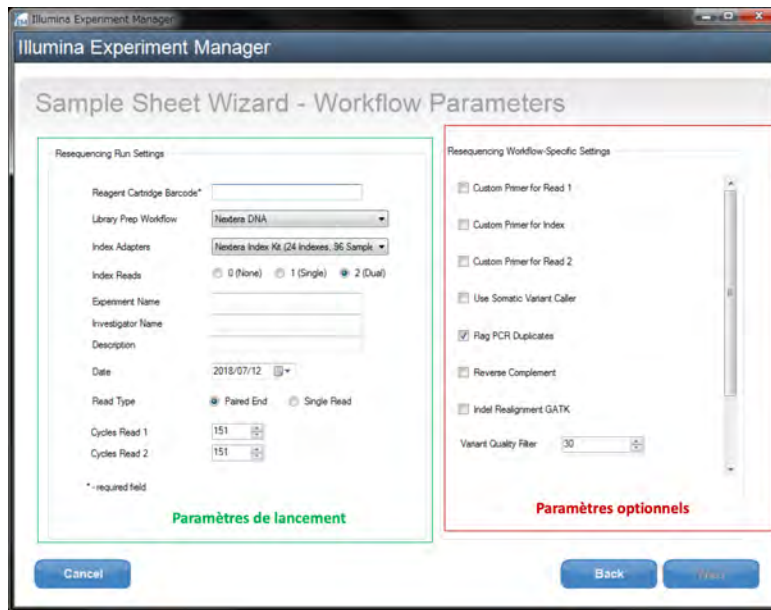 Illumina Experiment Manager
Illumina Experiment Manager
Sample Sheet Wizard - Workflow Parameters
Resequencing Run Settings
Reagent Cartridge Barcode*
Library Prep Workflow
Nextera DNA
Index Adapters
Nextera Index Kit (24 Indexes, 96 Sample
Index Reads
0 (None)
1 (Single)
2 (Dual)
Experiment Name
Investigator Name
Description
Date
2018/07/12
Read Type
Paired End
Single Read
Cycles Read 1
151
Cycles Read 2
151
* - required field
Paramètres de lancement
Resequencing Workflow-Specific Settings
Custom Primer for Read 1
Custom Primer for Index
Custom Primer for Read 2
Use Somatic Variant Caller
Flag PCR Duplicates
Reverse Complement
Indel Realignment GATK
Variant Quality Filter
30
Paramètres optionnels
Cancel
Back
Next